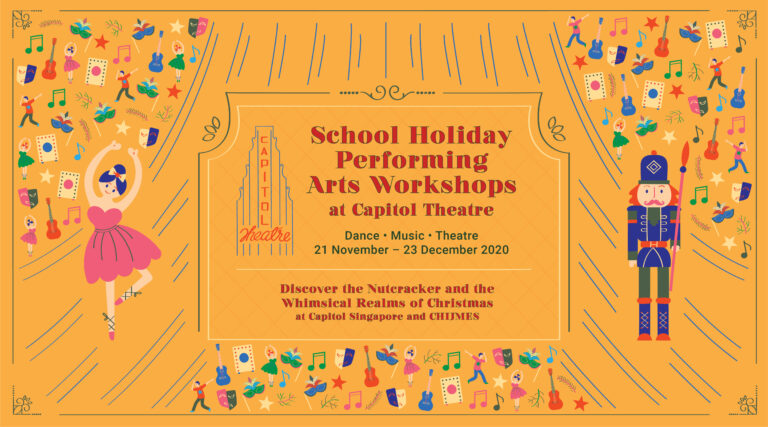 CAPITOL
Theatre
School Holiday
Performing
Arts Workshops
at Capitol Theatre
Dance • Music • Theatre
21 November – 23 December 2020
Discover the Nutcracker and the
Whimsical Realms of Christmas
at Capitol Singapore and CHIJMES